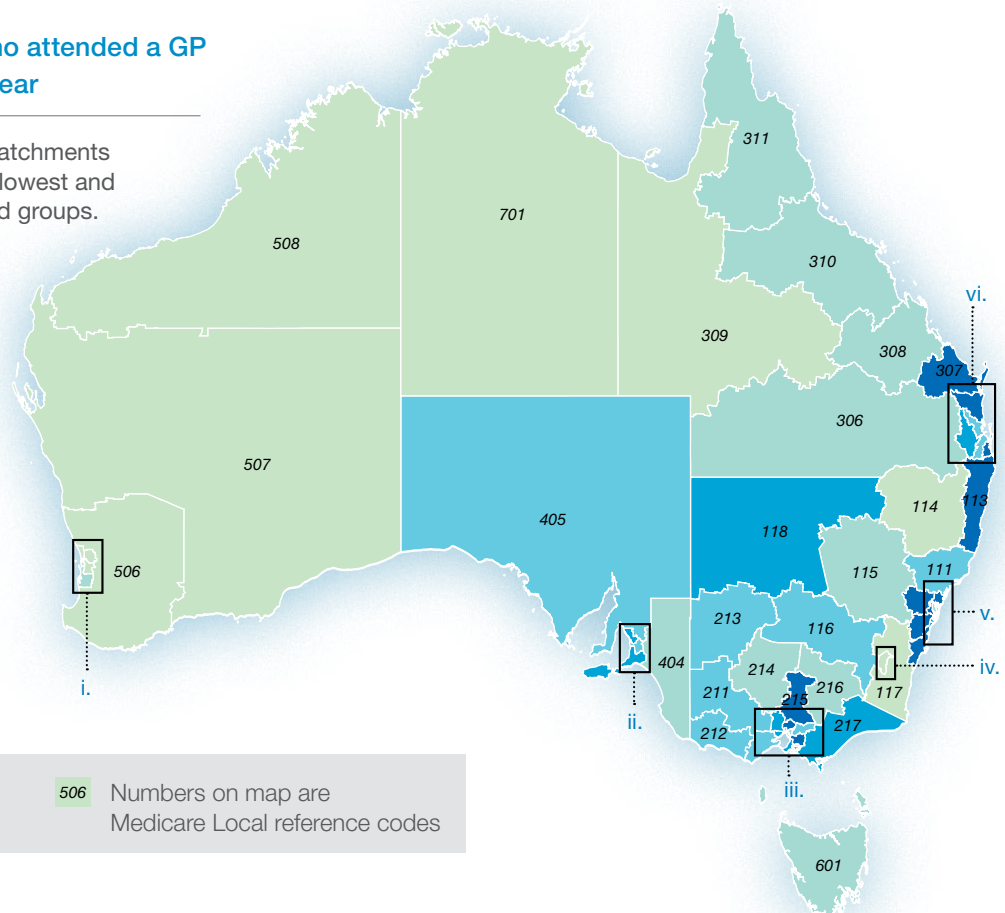 no attended a GP
ear
atchments
lowest and
d groups.
311
701
508
310
vi.
309
308
307
306
507
405
118
114
113
506
115
111
213
116
v.
404
214
iv.
i.
211
215
216
117
ii.
212
217
iii.
506 Numbers on map are
Medicare Local reference codes
601